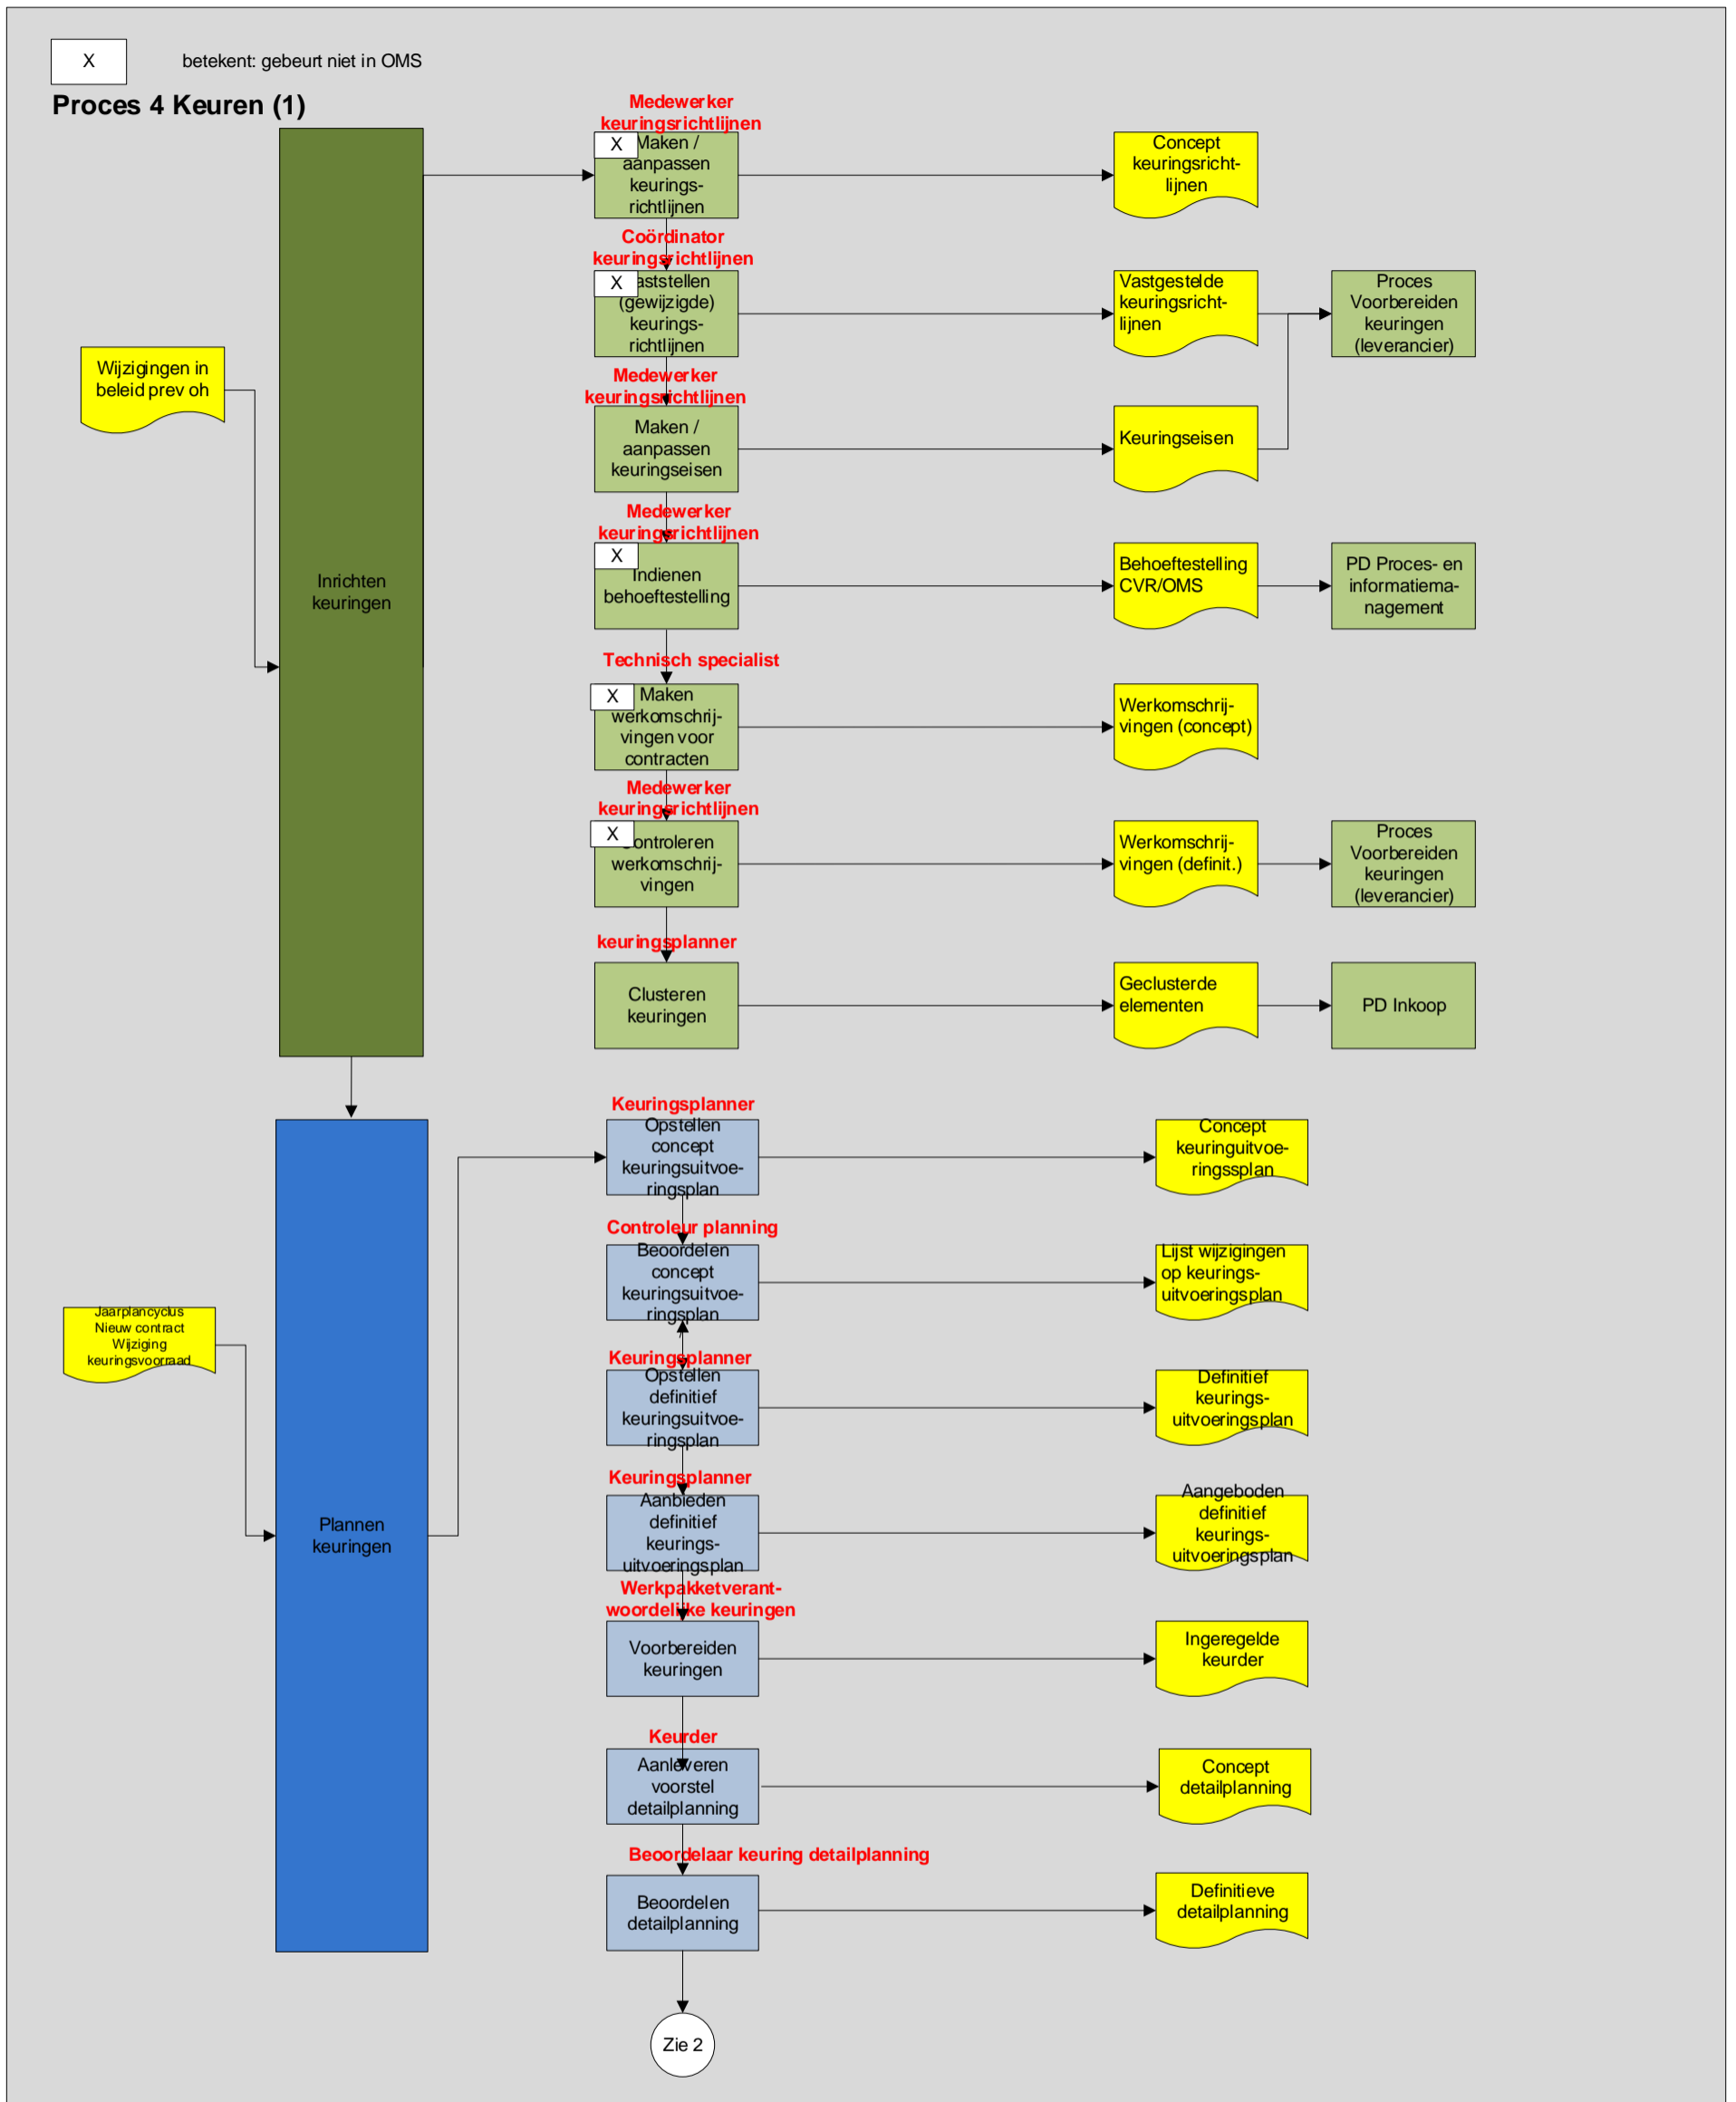 X
betekent: gebeurt niet in OMS
Proces 4 Keuren (1)
Medewerker
keuringsrichtlijnen
X
Maken /
aanpassen
keurings-
richtlijnen
Concept
keuringsricht-
lijnen
Coördinator
keuringsrichtlijnen
X
aststellen
(gewijzigde)
keurings-
richtlijnen
Vastgestelde
keuringsricht-
lijnen
Proces
Voorbereiden
keuringen
(leverancier)
Wijzigingen in
beleid prev oh
Medewerker
keuringsrichtlijnen
Maken /
aanpassen
keuringseisen
Keuringseisen
Inrichten
keuringen
Medewerker
keuringsrichtlijnen
X
Indienen
behoeftestelling
Behoeftestelling
CVR/OMS
PD Proces- en
informatiema-
nagement
Technisch specialist
X
Maken
werkomschrij-
vingen voor
contracten
Werkomschrij-
vingen (concept)
Medewerker
keuringsrichtlijnen
X
ontroleren
werkomschrij-
vingen
Werkomschrij-
vingen (definit.)
Proces
Voorbereiden
keuringen
(leverancier)
keuringsplanner
Clusteren
keuringen
Geclusterde
elementen
PD Inkoop
Keuringsplanner
Opstellen
concept
keuringsuitvoe-
ringsplan
Concept
keuringuitvoe-
ringssplan
Controleur planning
Beoordelen
concept
keuringsuitvoe-
ringsplan
Lijst wijzigingen
op keurings-
uitvoeringsplan
Jaarplancyclus
Nieuw contract
Wijziging
keuringsvoorraad
Keuringsplanner
Opstellen
definitief
keuringsuitvoe-
ringsplan
Definitief
keurings-
uitvoeringsplan
Plannen
keuringen
Keuringsplanner
Aanbieden
definitief
keurings-
uitvoeringsplan
Aangeboden
definitief
keurings-
uitvoeringsplan
Werkpakketverant-
woordelijke keuringen
Voorbereiden
keuringen
Ingeregelde
keurder
Keurder
Aanleveren
voorstel
detailplanning
Concept
detailplanning
Beoordelaar keuring detailplanning
Beoordelen
detailplanning
Definitieve
detailplanning
Zie 2